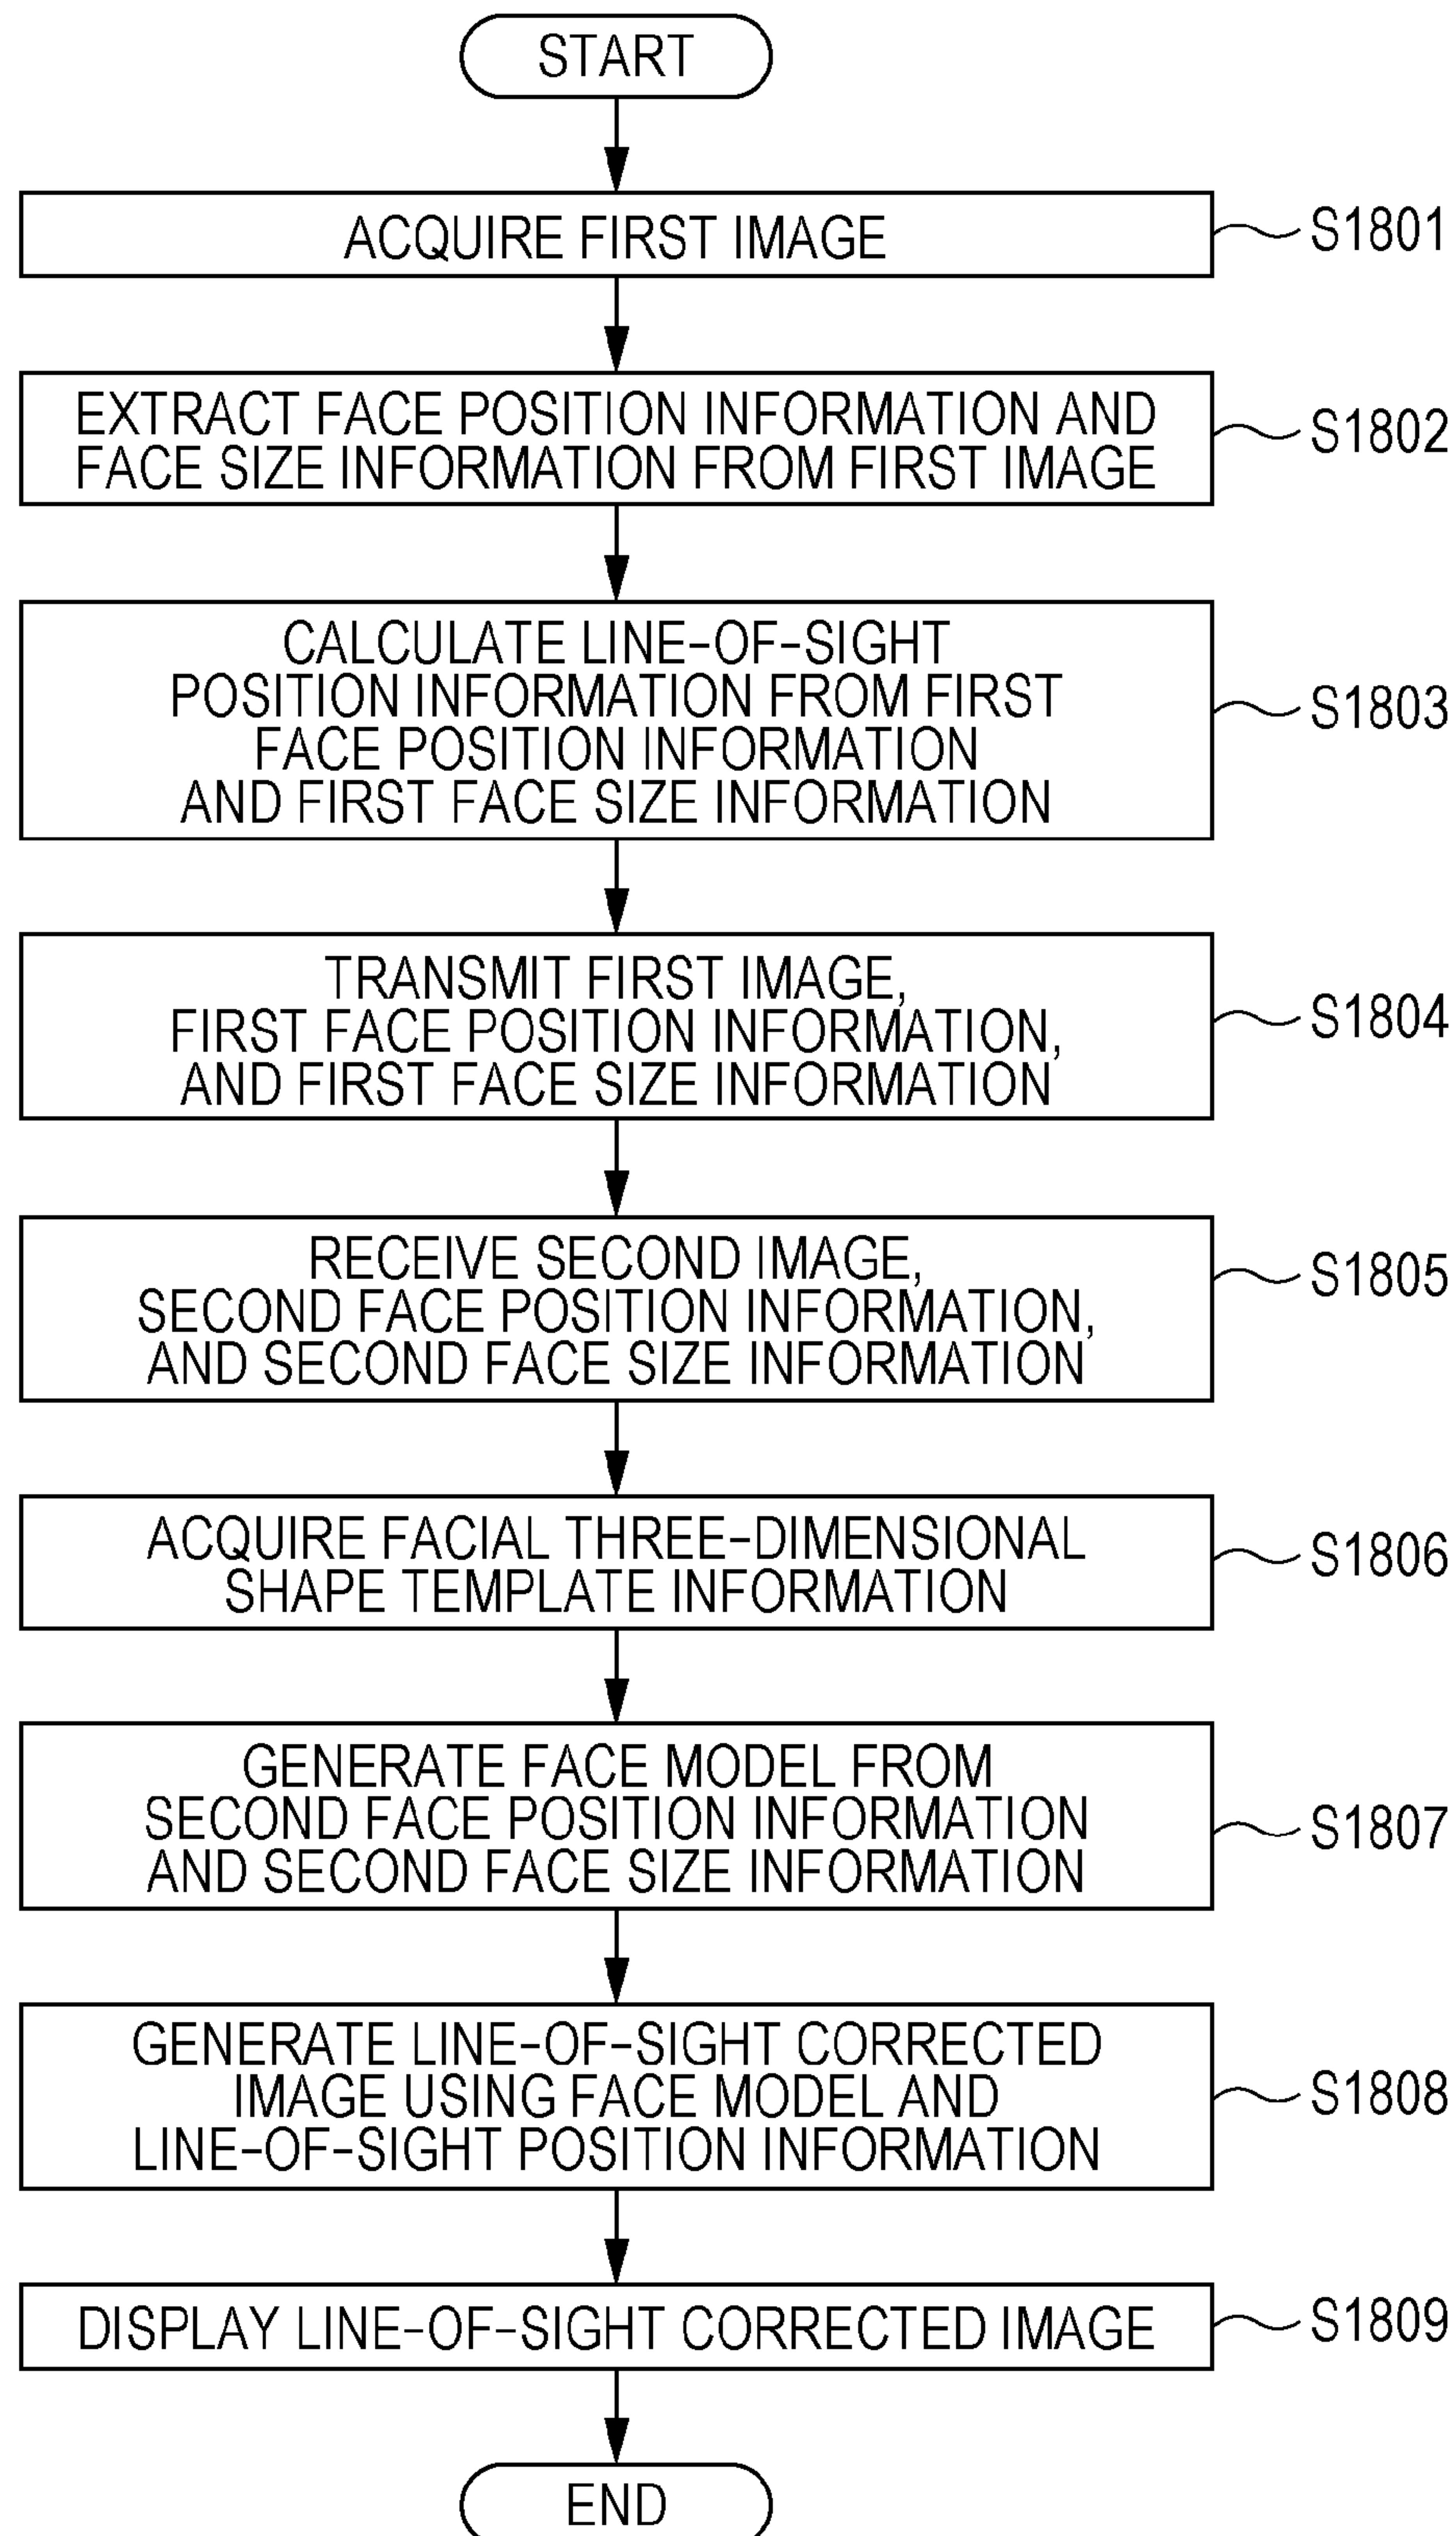 START
ACQUIRE FIRST IMAGE
S1801
EXTRACT FACE POSITION INFORMATION AND
FACE SIZE INFORMATION FROM FIRST IMAGE
S1802
CALCULATE LINE-OF-SIGHT
POSITION INFORMATION FROM FIRST
FACE POSITION INFORMATION
AND FIRST FACE SIZE INFORMATION
S1803
TRANSMIT FIRST IMAGE,
FIRST FACE POSITION INFORMATION,
AND FIRST FACE SIZE INFORMATION
S1804
RECEIVE SECOND IMAGE,
SECOND FACE POSITION INFORMATION,
AND SECOND FACE SIZE INFORMATION
S1805
ACQUIRE FACIAL THREE-DIMENSIONAL
SHAPE TEMPLATE INFORMATION
S1806
GENERATE FACE MODEL FROM
SECOND FACE POSITION INFORMATION
AND SECOND FACE SIZE INFORMATION
S1807
GENERATE LINE-OF-SIGHT CORRECTED
IMAGE USING FACE MODEL AND
LINE-OF-SIGHT POSITION INFORMATION
S1808
DISPLAY LINE-OF-SIGHT CORRECTED IMAGE
S1809
END